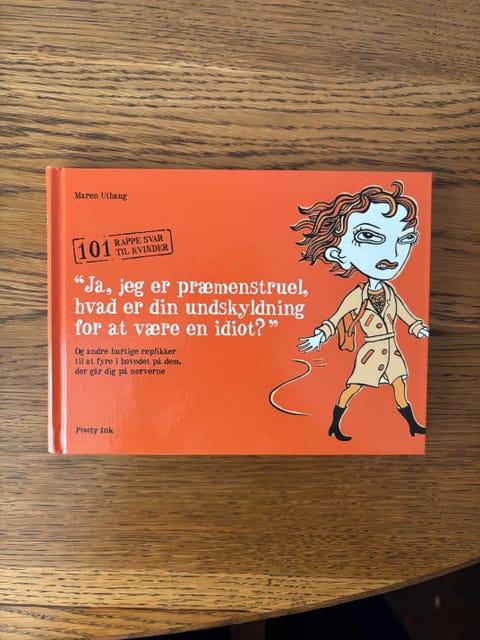 Maren Uthaug
101 RAPPE SVAR
TIL KVINDER
“Ja, jeg er præmenstruel,
hvad er din undskyldning
for at være en idiot?”
Og andre hurtige replikker
til at fyre i hovedet på dem,
der går dig på nerverne
Pretty Ink